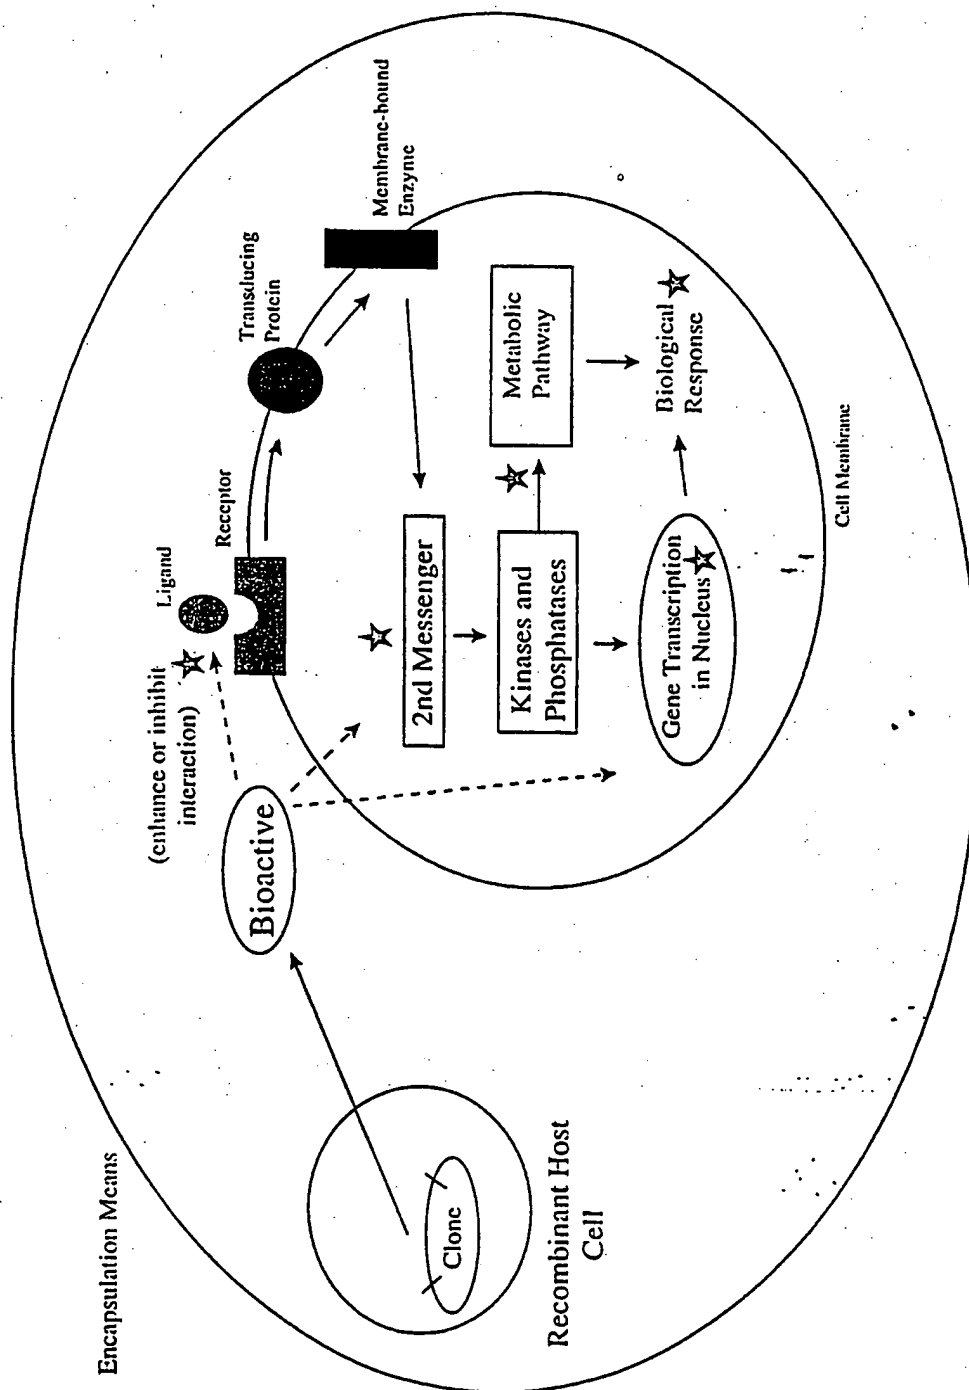 Encapsulation Means
(enhance or inhibit
interaction)
Ligand
Receptor
Transducing
Protein
Membrane-bound
Enzyme
Bioactive
2nd Messenger
Kinases and
Phosphatases
Metabolic
Pathway
Gene Transcription
in Nucleus
Biological
Response
Clone
Recombinant Host
Cell
Cell Membrane